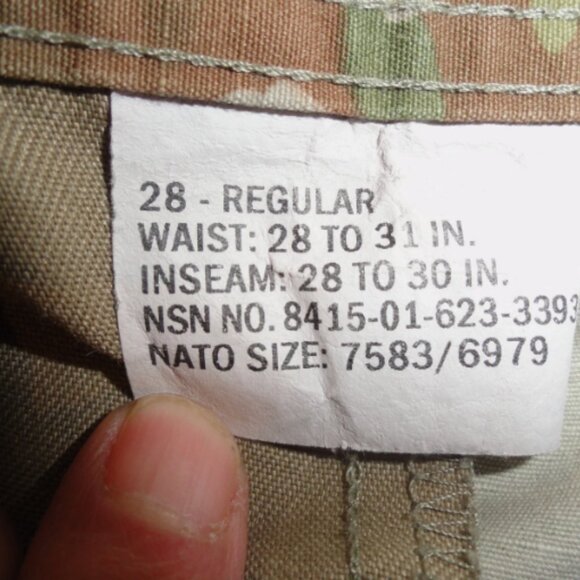 28 - REGULAR
WAIST: 28 TO 31 IN.
INSEAM: 28 TO 30 IN.
NSN NO. 8415-01-623-3393
NATO SIZE: 7583/6979